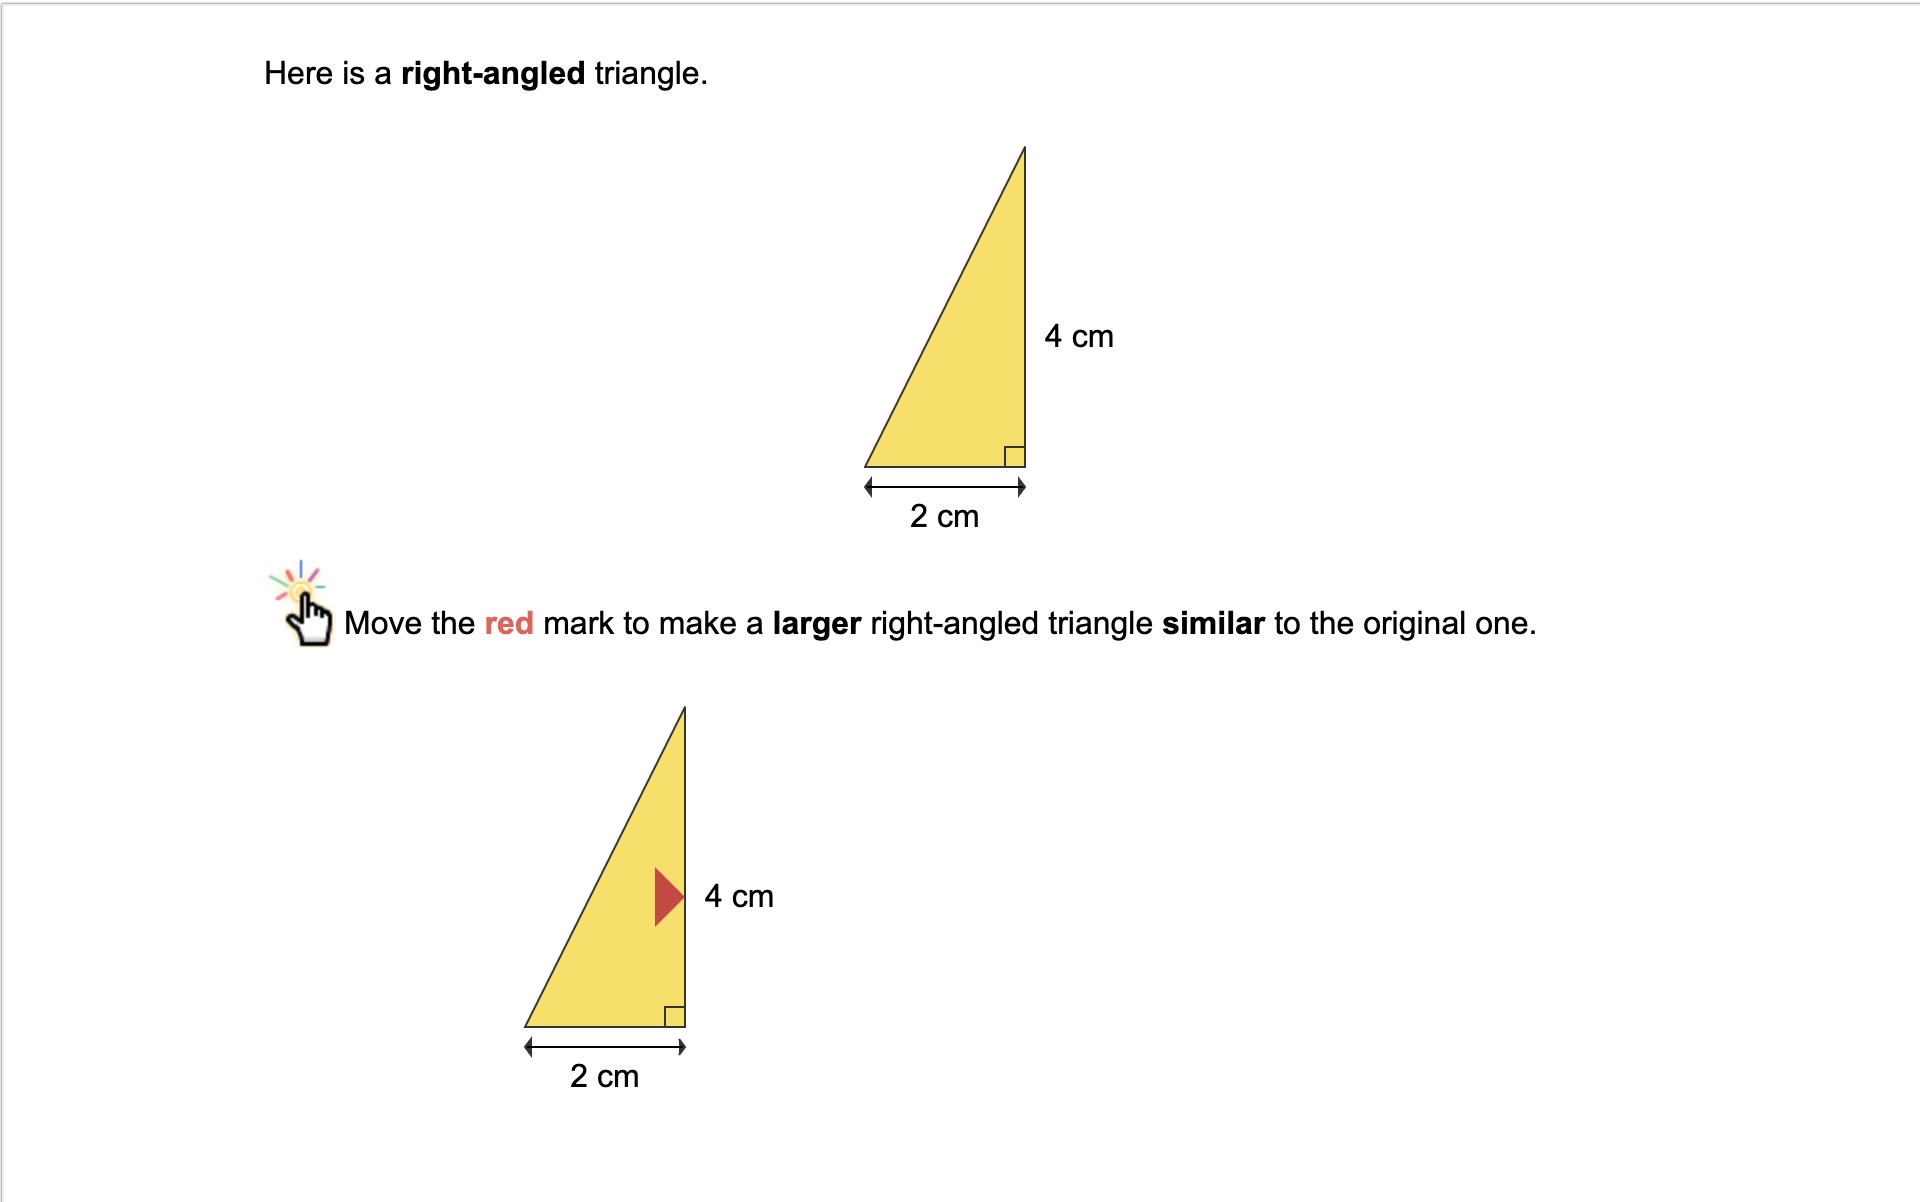 Here is a right-angled triangle.
4 cm
2 cm
Move the red mark to make a larger right-angled triangle similar to the original one.
4 cm
2 cm